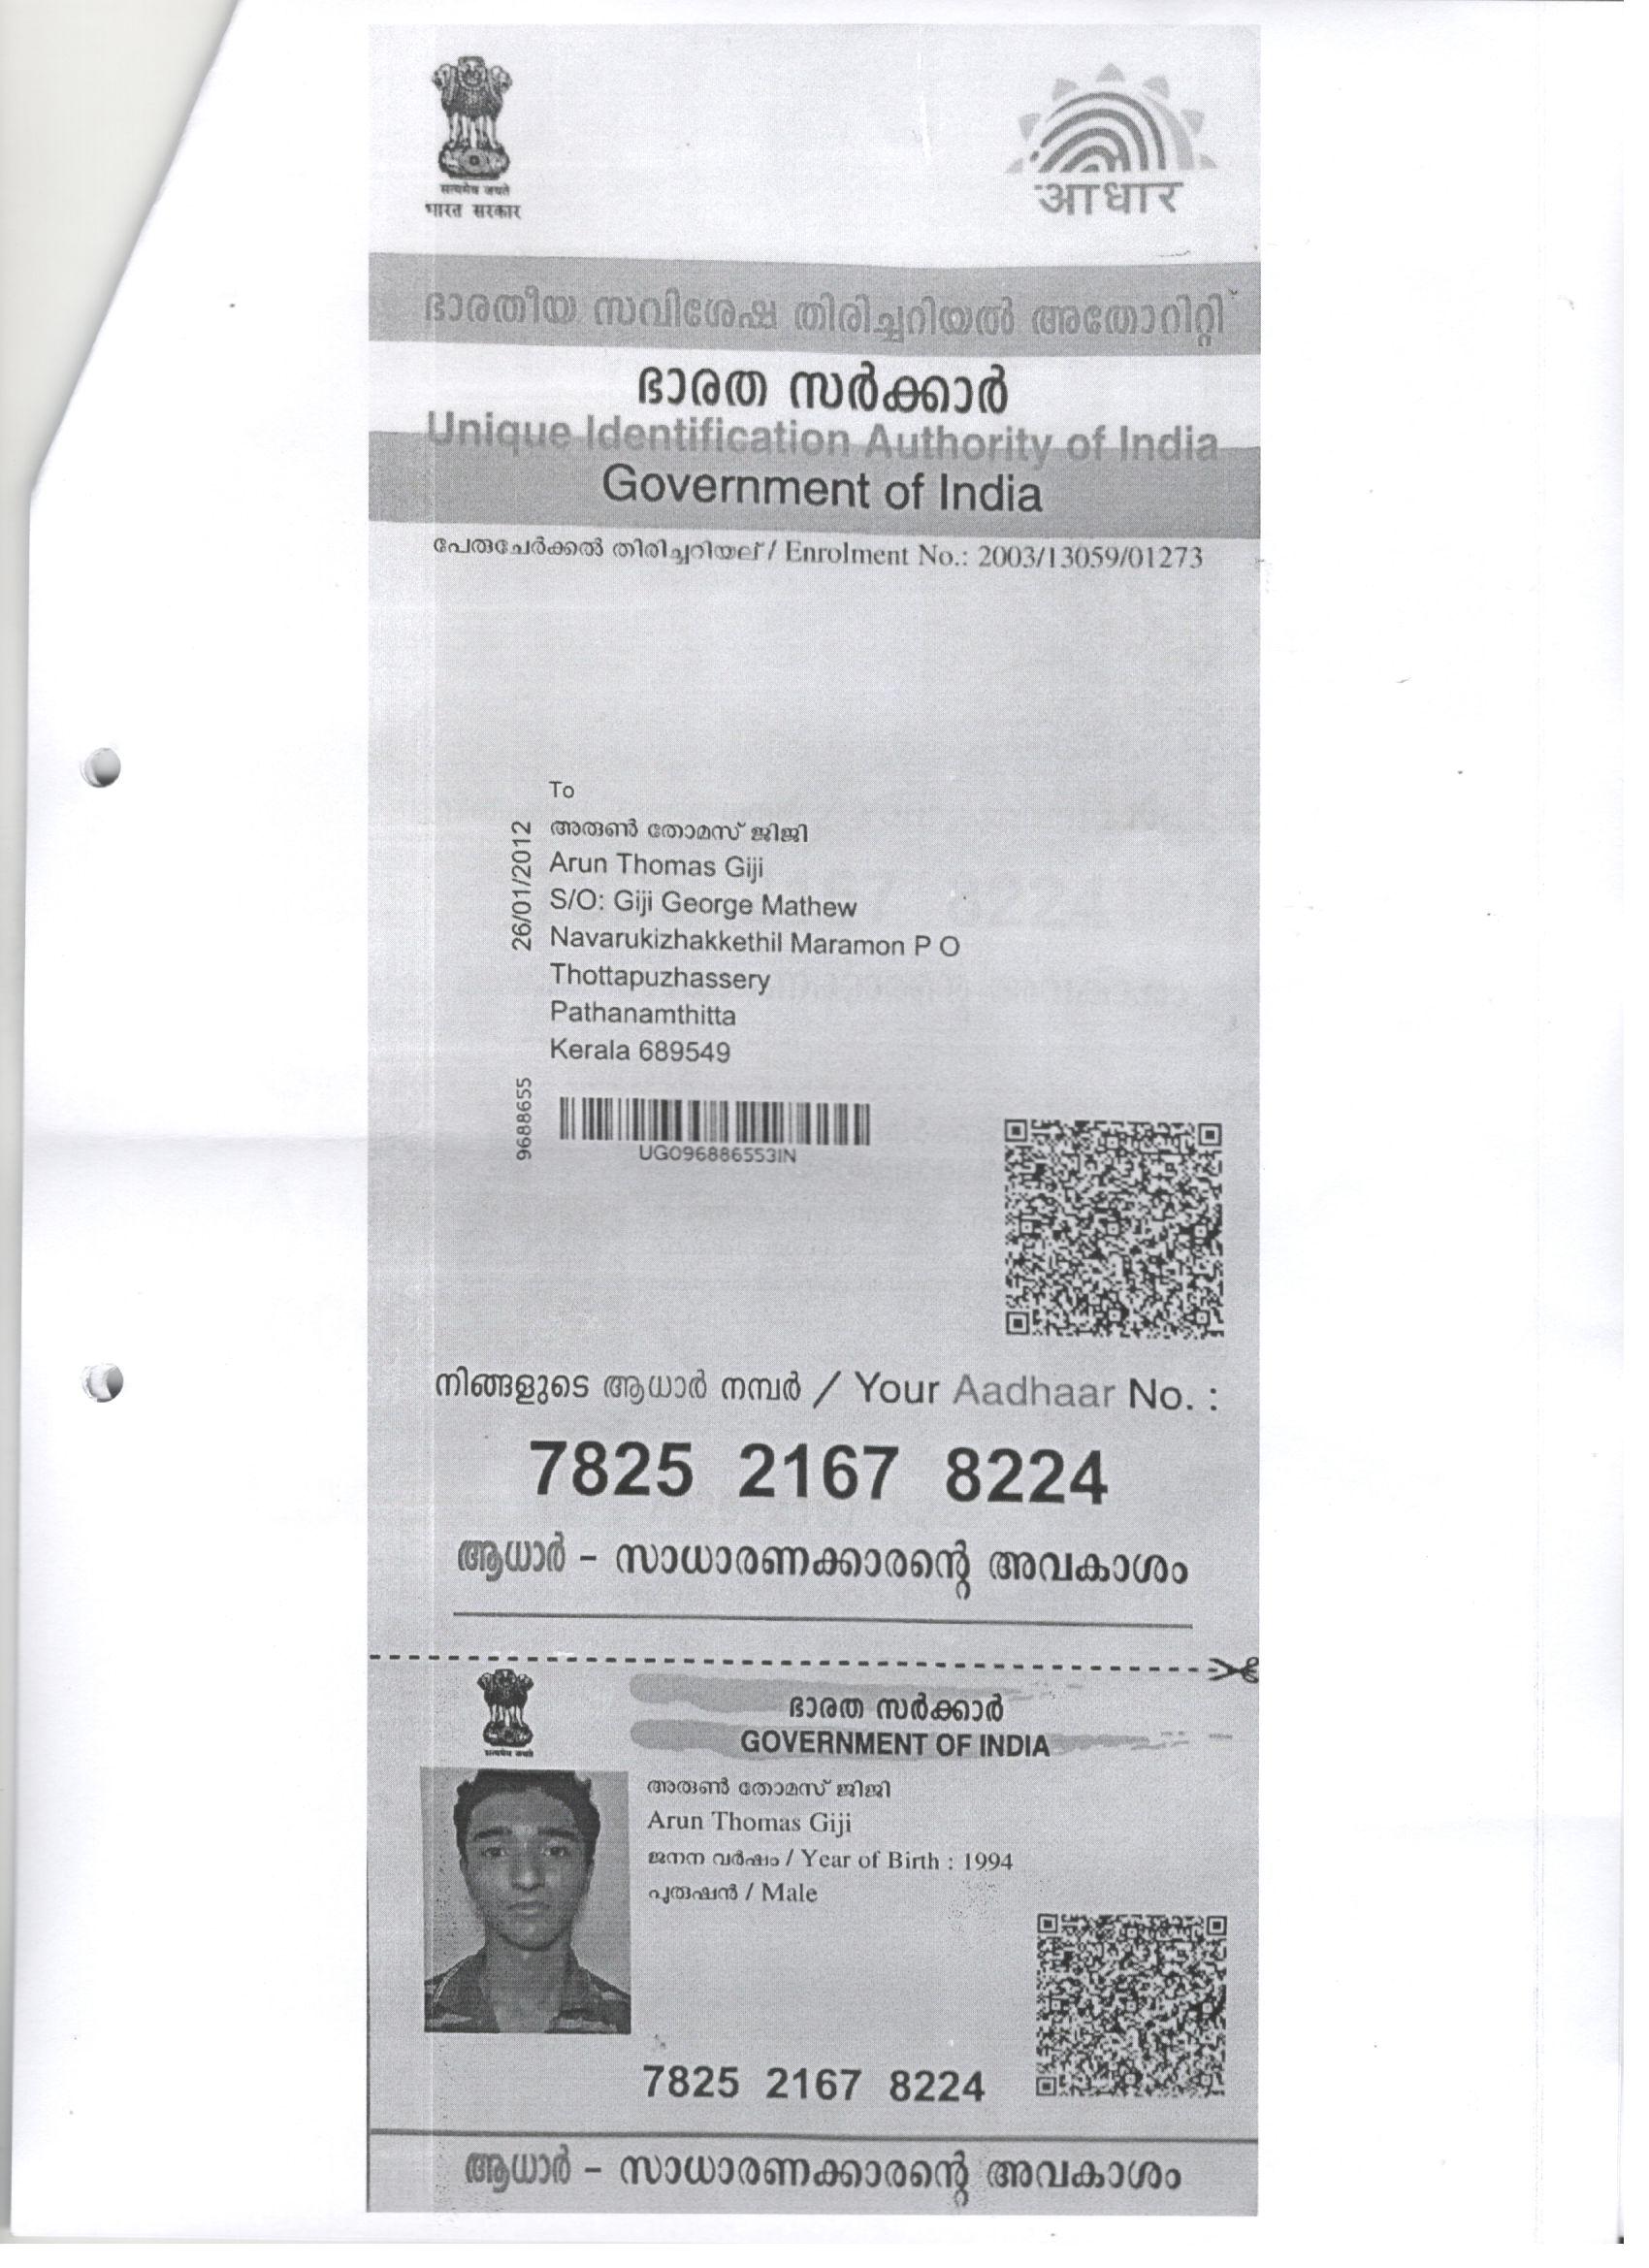 सत्यमेव जयते
भारत सरकार
आधार
ഭാരതീയ സവിശേഷ തിരിച്ചറിയൽ അതോറിറ്റി
ഭാരത സർക്കാർ
Unique Identification Authority of India
Government of India
പേരുചേർക്കൽ തിരിച്ചറിയല് / Enrolment No.: 2003/13059/01273
To
അരുൺ തോമസ് ജിജി
Arun Thomas Giji
S/O: Giji George Mathew
Navarukizhakkethil Maramon P O
Thottapuzhassery
Pathanamthitta
Kerala 689549
26/01/2012
9688655
UG096886553IN
നിങ്ങളുടെ ആധാർ നമ്പർ / Your Aadhaar No. :
7825 2167 8224
ആധാർ - സാധാരണക്കാരന്റെ അവകാശം
सत्यमेव जयते
ഭാരത സർക്കാർ
GOVERNMENT OF INDIA
അരുൺ തോമസ് ജിജി
Arun Thomas Giji
ജനന വർഷം / Year of Birth : 1994
പുരുഷൻ / Male
7825 2167 8224
ആധാർ - സാധാരണക്കാരന്റെ അവകാശം